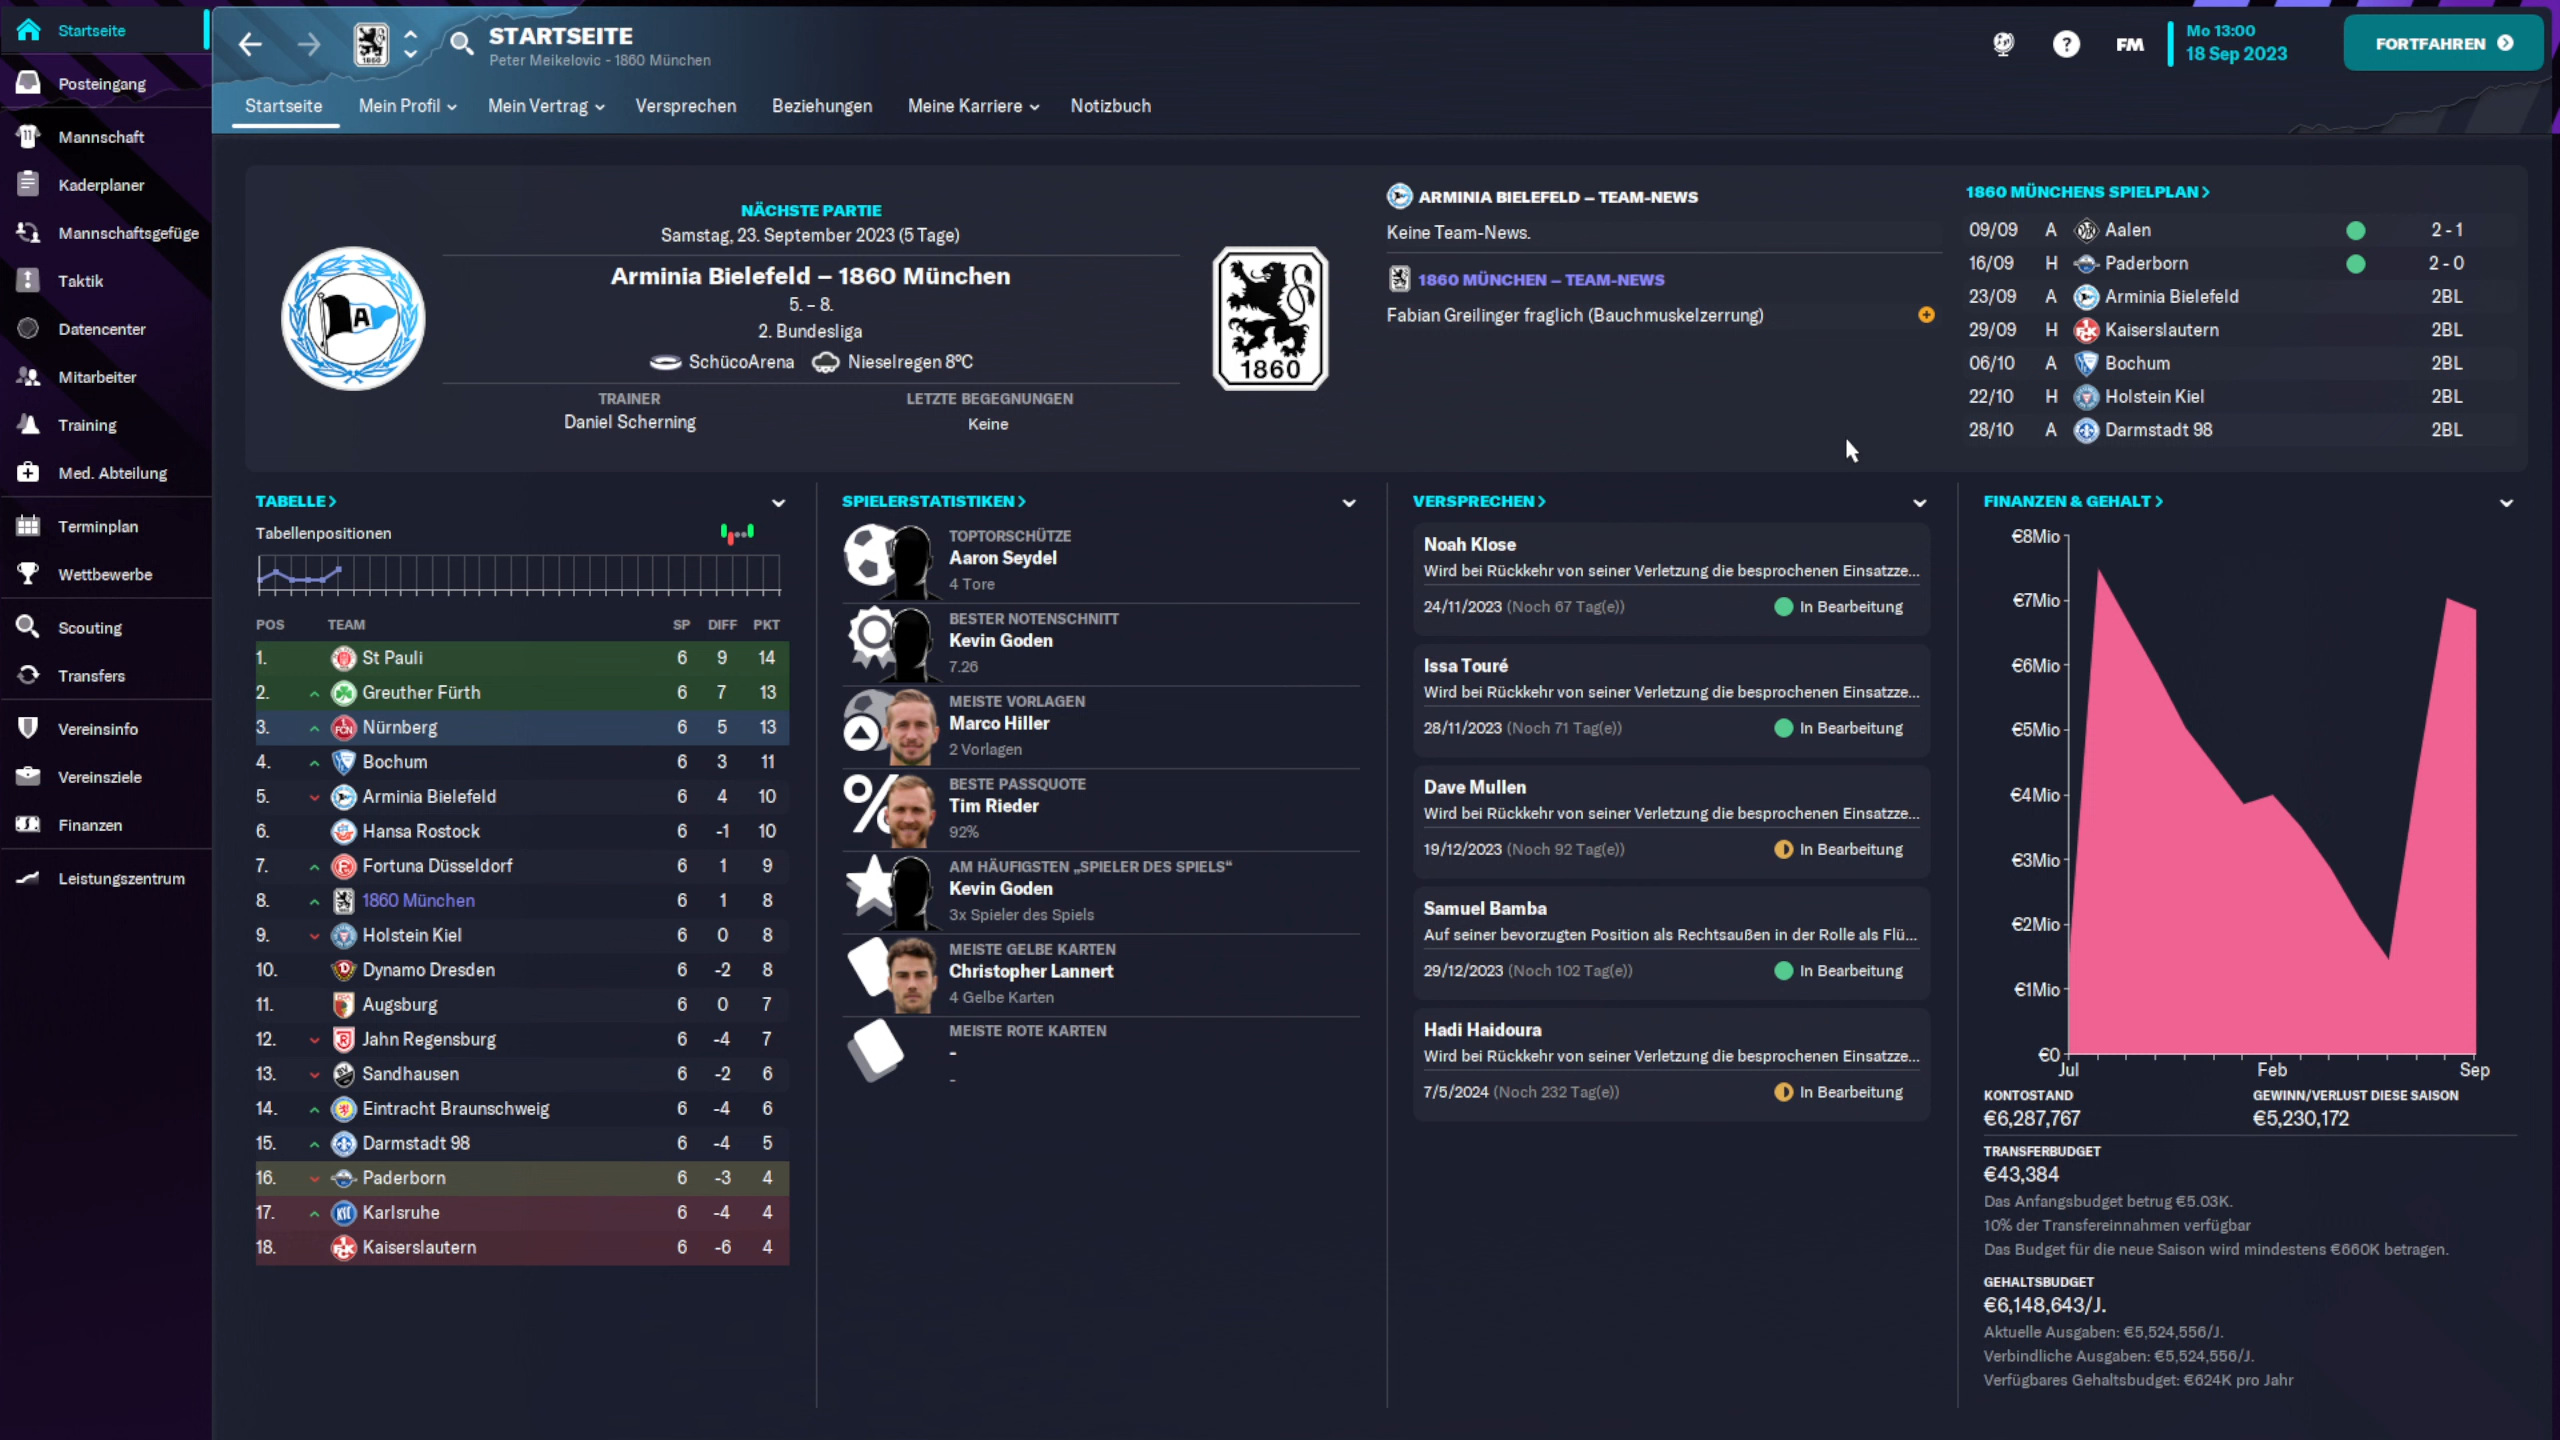 Startseite
Posteingang
Mannschaft
Kaderplaner
Mannschaftsgefüge
Taktik
Datencenter
Mitarbeiter
Training
Med. Abteilung
Terminplan
Wettbewerbe
Scouting
Transfers
Vereinsinfo
Vereinsziele
Finanzen
Leistungszentrum
STARTSEITE
Peter Meikelovic - 1860 München
FM
Mo 13:00
18 Sep 2023
FORTFAHREN
Startseite Mein Profil Mein Vertrag Versprechen Beziehungen Meine Karriere Notizbuch
NÄCHSTE PARTIE
Samstag, 23. September 2023 (5 Tage)
Arminia Bielefeld – 1860 München
5. – 8.
2. Bundesliga
SchücoArena Nieselregen 8°C
TRAINER
Daniel Scherning
LETZTE BEGEGNUNGEN
Keine
A
1860
ARMINIA BIELEFELD – TEAM-NEWS
Keine Team-News.
1860 MÜNCHEN – TEAM-NEWS
Fabian Greilinger fraglich (Bauchmuskelzerrung)
1860 MÜNCHENS SPIELPLAN
09/09 A Aalen 2 - 1
16/09 H Paderborn 2 - 0
23/09 A Arminia Bielefeld 2BL
29/09 H Kaiserslautern 2BL
06/10 A Bochum 2BL
22/10 H Holstein Kiel 2BL
28/10 A Darmstadt 98 2BL
TABELLE
Tabellenpositionen
POS TEAM SP DIFF PKT
1. St Pauli 6 9 14
2. Greuther Fürth 6 7 13
3. Nürnberg 6 5 13
4. Bochum 6 3 11
5. Arminia Bielefeld 6 4 10
6. Hansa Rostock 6 -1 10
7. Fortuna Düsseldorf 6 1 9
8. 1860 München 6 1 8
9. Holstein Kiel 6 0 8
10. Dynamo Dresden 6 -2 8
11. Augsburg 6 0 7
12. Jahn Regensburg 6 -4 7
13. Sandhausen 6 -2 6
14. Eintracht Braunschweig 6 -4 6
15. Darmstadt 98 6 -4 5
16. Paderborn 6 -3 4
17. Karlsruhe 6 -4 4
18. Kaiserslautern 6 -6 4
SPIELERSTATISTIKEN
TOPTORSCHÜTZE
Aaron Seydel
4 Tore
BESTER NOTENSCHNITT
Kevin Goden
7.26
MEISTE VORLAGEN
Marco Hiller
2 Vorlagen
BESTE PASSQUOTE
Tim Rieder
92%
AM HÄUFIGSTEN „SPIELER DES SPIELS“
Kevin Goden
3x Spieler des Spiels
MEISTE GELBE KARTEN
Christopher Lannert
4 Gelbe Karten
MEISTE ROTE KARTEN
-
-
VERSPRECHEN
Noah Klose
Wird bei Rückkehr von seiner Verletzung die besprochenen Einsatzze...
24/11/2023 (Noch 67 Tag(e)) In Bearbeitung
Issa Touré
Wird bei Rückkehr von seiner Verletzung die besprochenen Einsatzze...
28/11/2023 (Noch 71 Tag(e)) In Bearbeitung
Dave Mullen
Wird bei Rückkehr von seiner Verletzung die besprochenen Einsatzze...
19/12/2023 (Noch 92 Tag(e)) In Bearbeitung
Samuel Bamba
Auf seiner bevorzugten Position als Rechtsaußen in der Rolle als Flü...
29/12/2023 (Noch 102 Tag(e)) In Bearbeitung
Hadi Haidoura
Wird bei Rückkehr von seiner Verletzung die besprochenen Einsatzze...
7/5/2024 (Noch 232 Tag(e)) In Bearbeitung
FINANZEN & GEHALT
€8Mio
€7Mio
€6Mio
€5Mio
€4Mio
€3Mio
€2Mio
€1Mio
€0
Jul Feb Sep
KONTOSTAND
€6,287,767
GEWINN/VERLUST DIESE SAISON
€5,230,172
TRANSFERBUDGET
€43,384
Das Anfangsbudget betrug €5.03K.
10% der Transfereinnahmen verfügbar
Das Budget für die neue Saison wird mindestens €660K betragen.
GEHALTSBUDGET
€6,148,643/J.
Aktuelle Ausgaben: €5,524,556/J.
Verbindliche Ausgaben: €5,524,556/J.
Verfügbares Gehaltsbudget: €624K pro Jahr